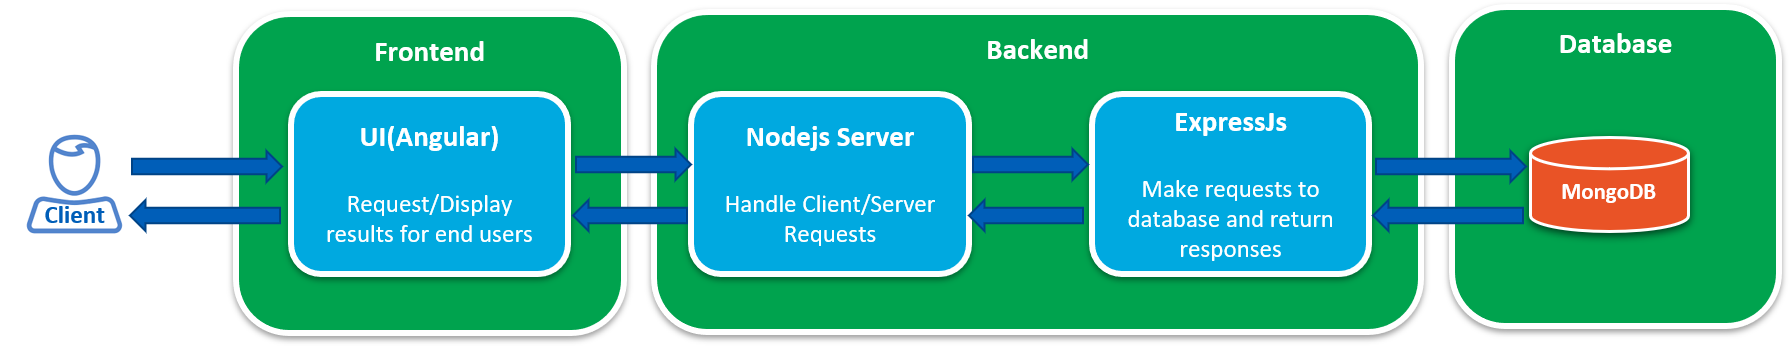 Client
Frontend
UI(Angular)
Request/Display
results for end users
Backend
Nodejs Server
Handle Client/Server
Requests
ExpressJs
Make requests to
database and return
responses
Database
MongoDB